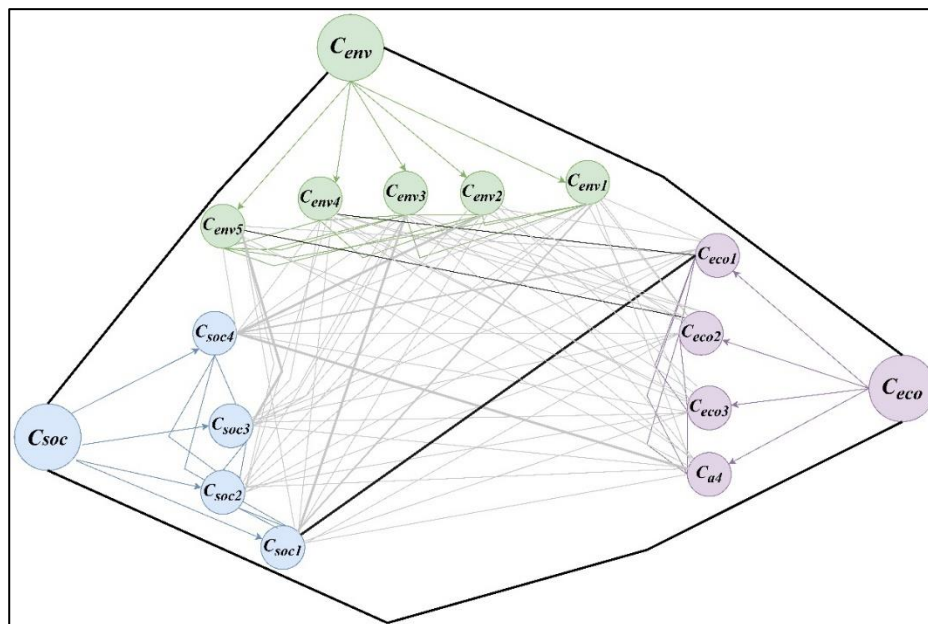 C_env
C_env1
C_env2
C_env3
C_env4
C_env5
C_eco1
C_soc4
C_eco2
C_eco
C_eco3
C_soc3
C_soc
C_a4
C_soc2
C_soc1